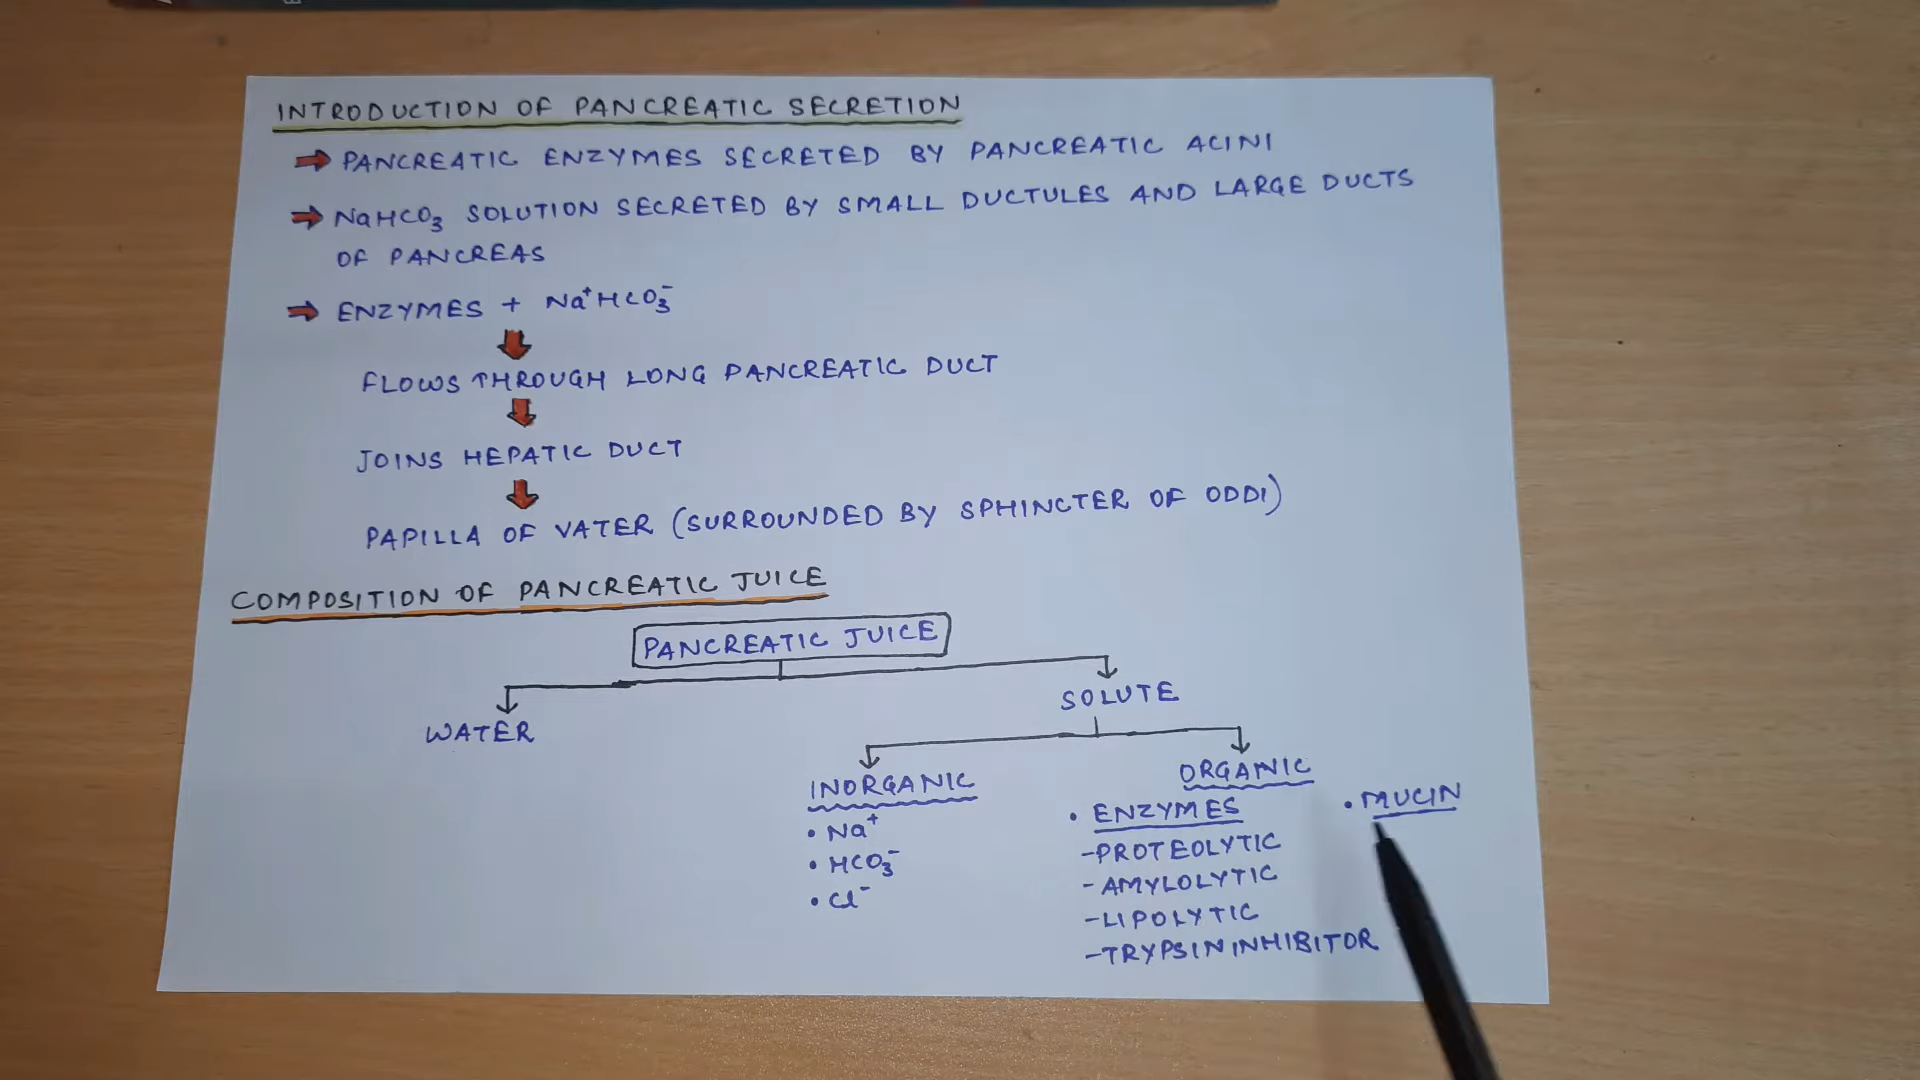 INTRODUCTION OF PANCREATIC SECRETION
PANCREATIC ENZYMES SECRETED BY PANCREATIC ACINI
NaHCO₃ SOLUTION SECRETED BY SMALL DUCTULES AND LARGE DUCTS
OF PANCREAS
ENZYMES + Na⁺HCO₃⁻
FLOWS THROUGH LONG PANCREATIC DUCT
JOINS HEPATIC DUCT
PAPILLA OF VATER (SURROUNDED BY SPHINCTER OF ODDI)
COMPOSITION OF PANCREATIC JUICE
PANCREATIC JUICE
WATER
SOLUTE
INORGANIC
• Na⁺
• HCO₃⁻
• Cl⁻
ORGANIC
• ENZYMES
- PROTEOLYTIC
- AMYLOLYTIC
- LIPOLYTIC
- TRYPSIN INHIBITOR
• MUCIN